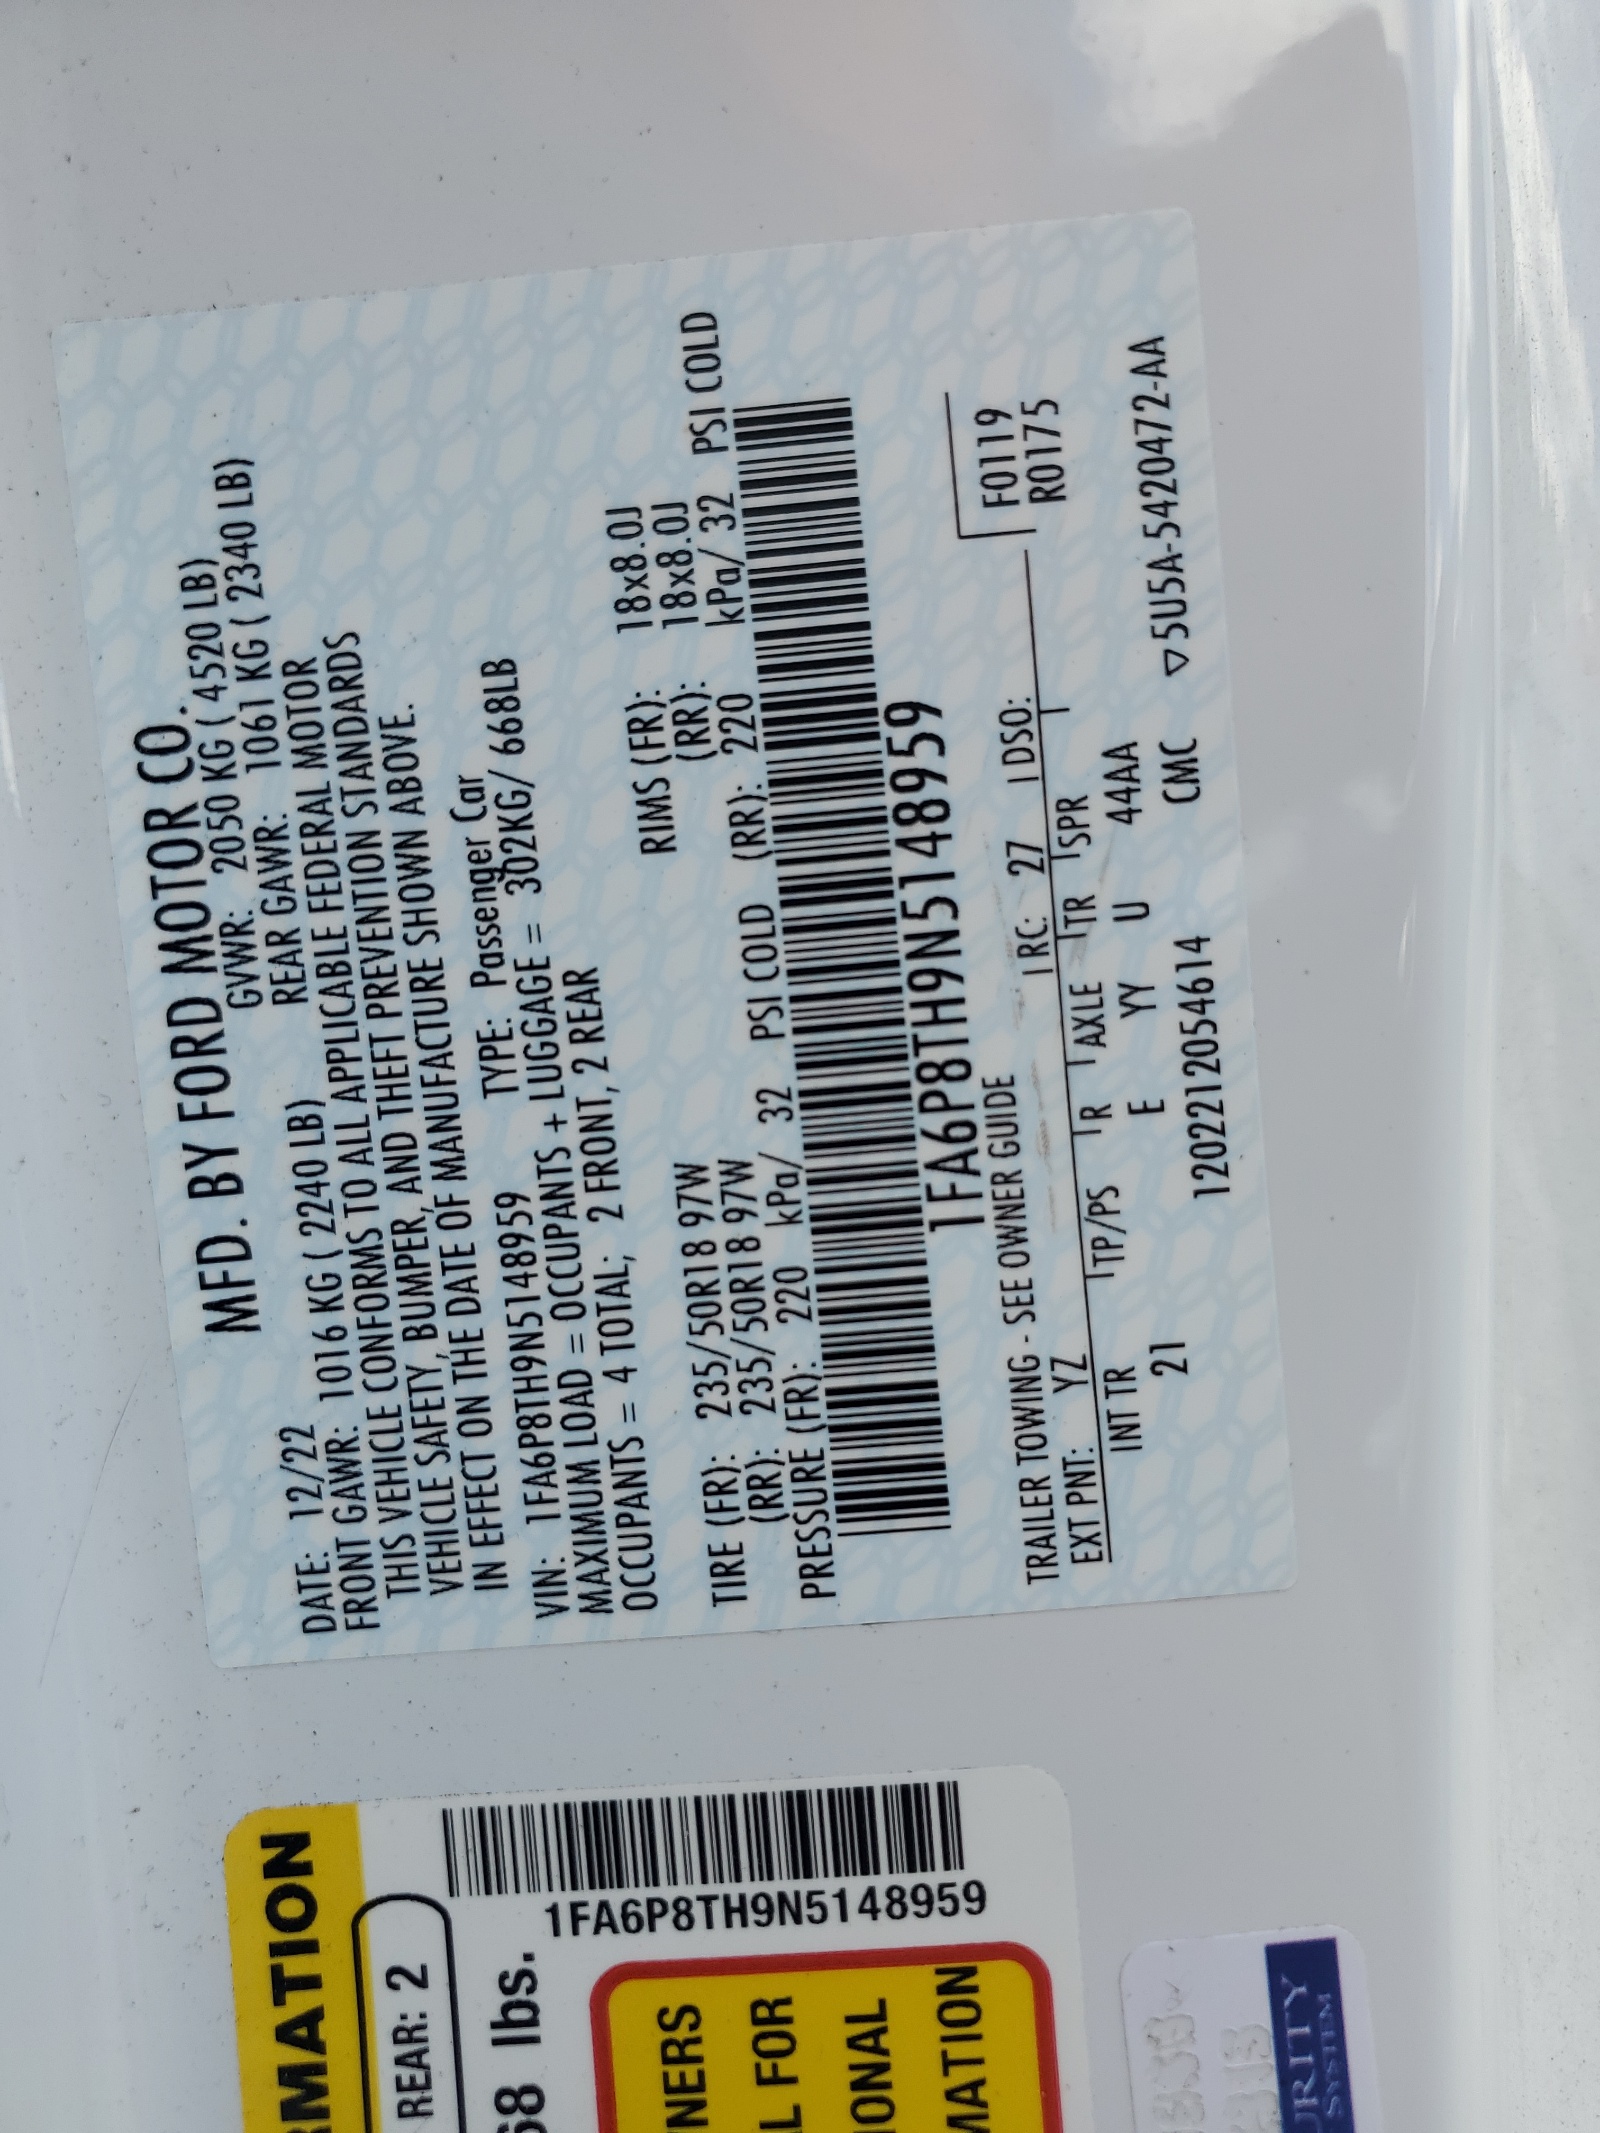 MFD. BY FORD MOTOR CO.
DATE: 12/22 GVWR: 2050 KG ( 4520 LB)
FRONT GAWR: 1016 KG ( 2240 LB) REAR GAWR: 1061 KG ( 2340 LB)
THIS VEHICLE CONFORMS TO ALL APPLICABLE FEDERAL MOTOR
VEHICLE SAFETY, BUMPER, AND THEFT PREVENTION STANDARDS
IN EFFECT ON THE DATE OF MANUFACTURE SHOWN ABOVE.
VIN: 1FA6P8TH9N5148959 TYPE: Passenger Car
MAXIMUM LOAD = OCCUPANTS + LUGGAGE = 302KG/ 668LB
OCCUPANTS = 4 TOTAL; 2 FRONT, 2 REAR
TIRE (FR): 235/50R18 97W RIMS (FR): 18x8.0J
(RR): 235/50R18 97W (RR): 18x8.0J
PRESSURE (FR): 220 kPa/ 32 PSI COLD (RR): 220 kPa/ 32 PSI COLD
1FA6P8TH9N5148959
TRAILER TOWING - SEE OWNER GUIDE
EXT PNT: YZ RC: 27 DSO: F0119
R0175
INT TR TP/PS R AXLE TR SPR
21 E YY U 44AA
12022120546​14 CMC ▽5U5A-5420472-AA
RMATION
REAR: 2
68 lbs.
1FA6P8TH9N5148959
NERS
L FOR
IONAL
MATION
URITY
SYSTEM